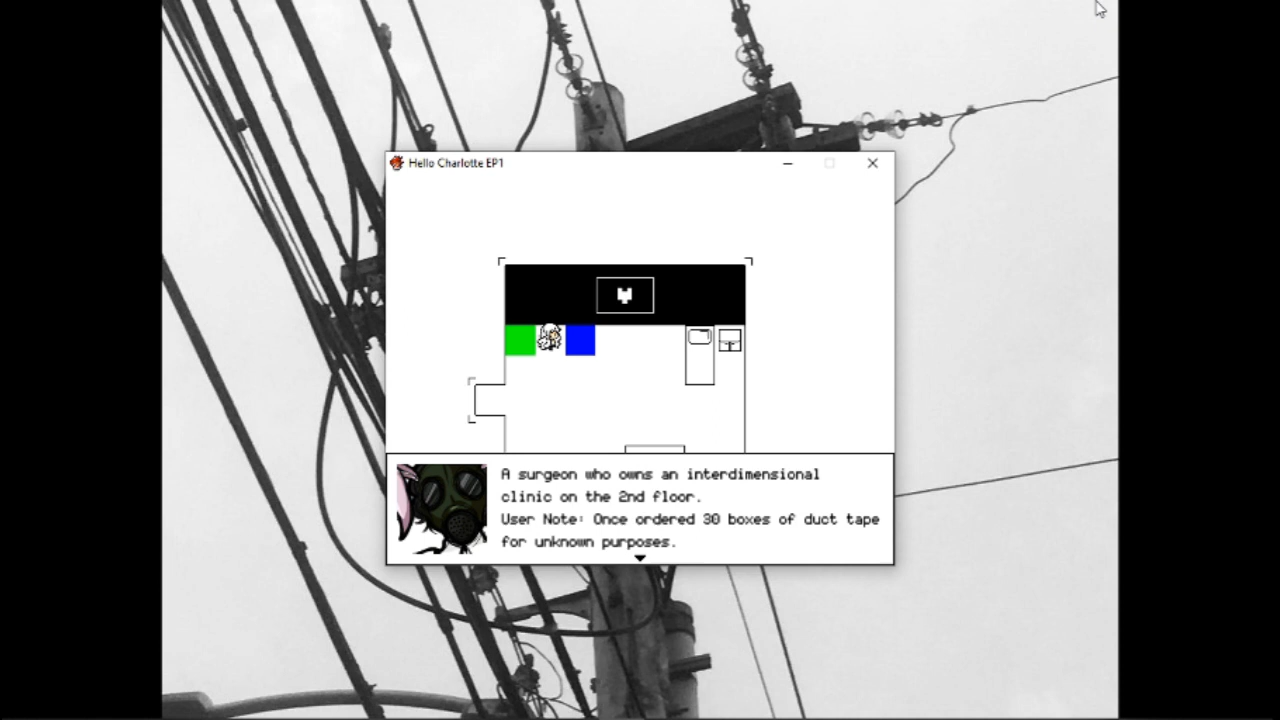 Hello Charlotte EP1
A surgeon who owns an interdimensional
clinic on the 2nd floor.
User Note: Once ordered 30 boxes of duct tape
for unknown purposes.